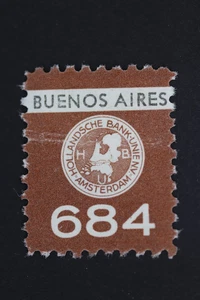 BUENOS AIRES
HOLLANDSCHE BANK-UNIE N.V.
AMSTERDAM
H B
U
684